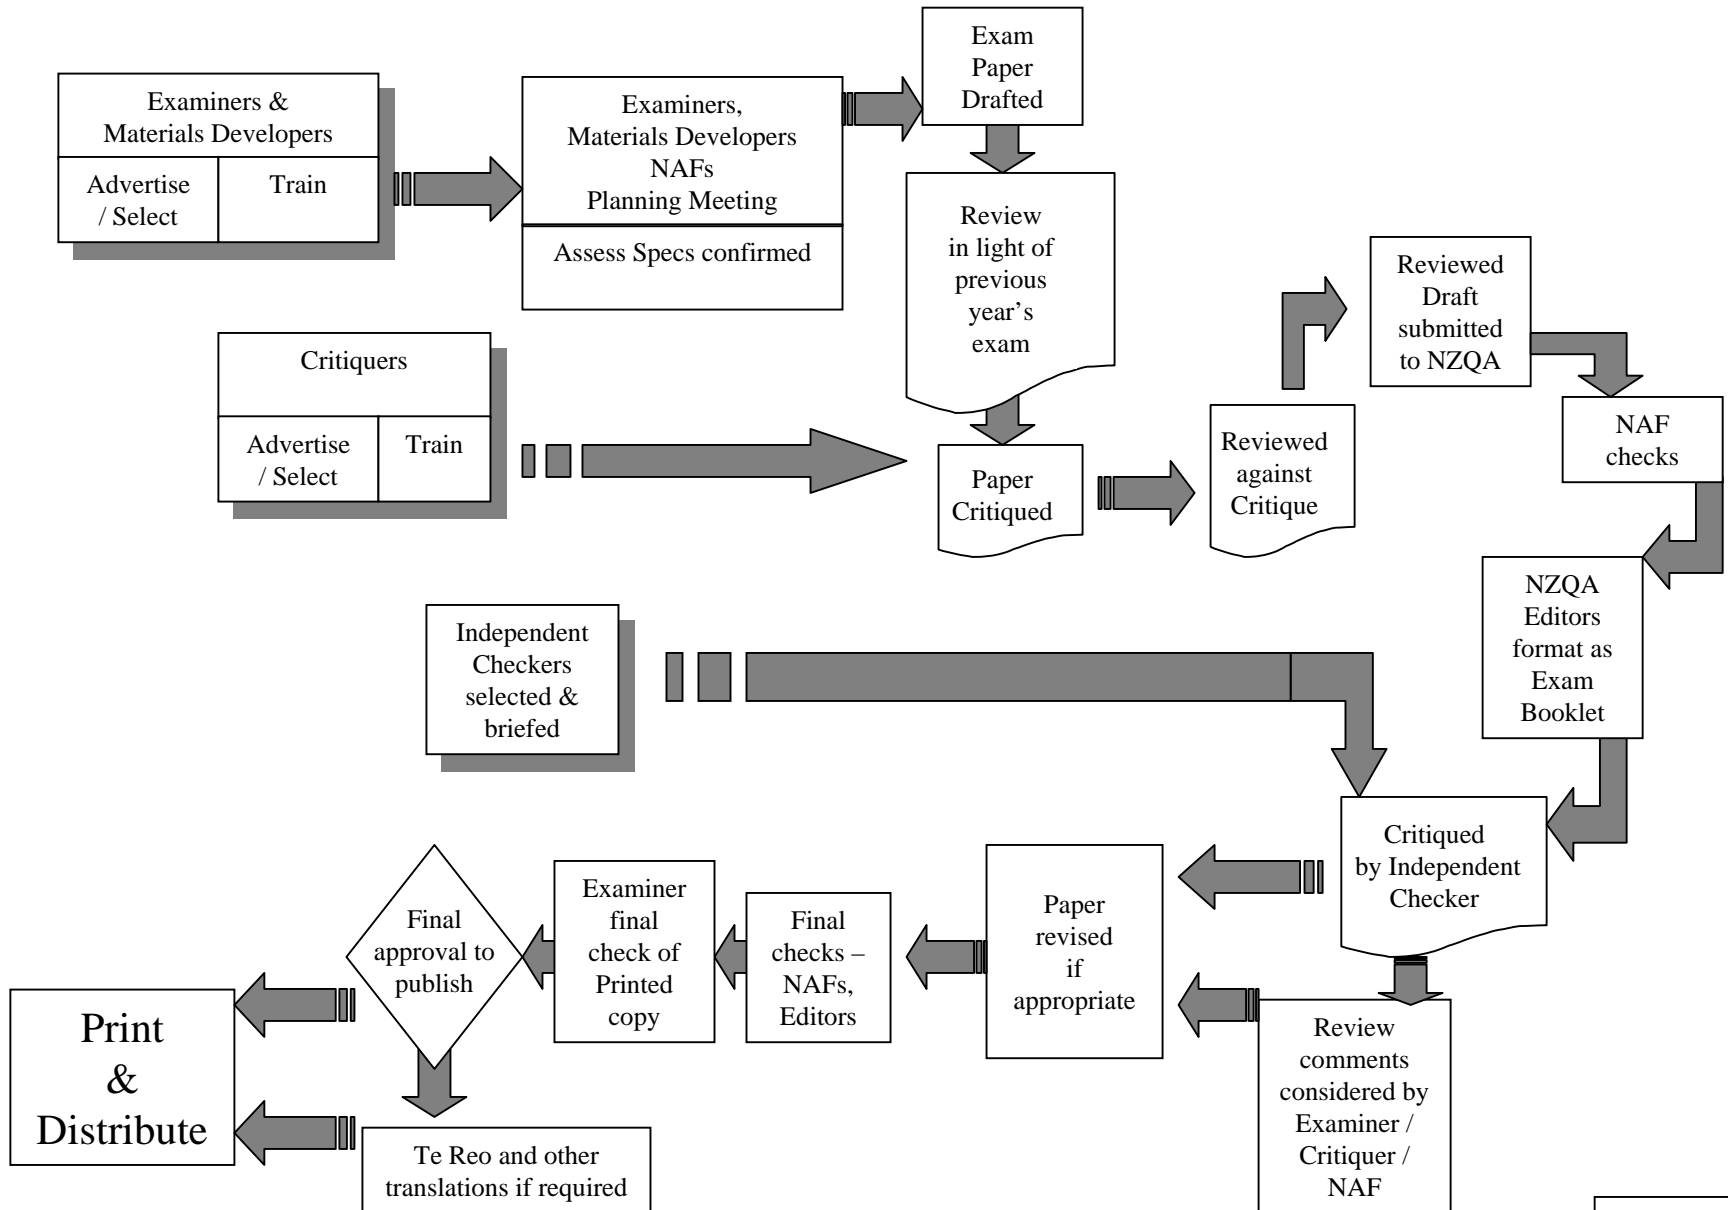 Examiners &
Materials Developers
Advertise
/ Select
Train
Examiners,
Materials Developers
NAFs
Planning Meeting
Assess Specs confirmed
Exam
Paper
Drafted
Review
in light of
previous
year’s
exam
Critiquers
Advertise
/ Select
Train
Paper
Critiqued
Reviewed
against
Critique
Reviewed
Draft
submitted
to NZQA
NAF
checks
NZQA
Editors
format as
Exam
Booklet
Independent
Checkers
selected &
briefed
Critiqued
by Independent
Checker
Review
comments
considered by
Examiner /
Critiquer /
NAF
Paper
revised
if
appropriate
Final
checks –
NAFs,
Editors
Examiner
final
check of
Printed
copy
Final
approval to
publish
Te Reo and other
translations if required
Print
&
Distribute